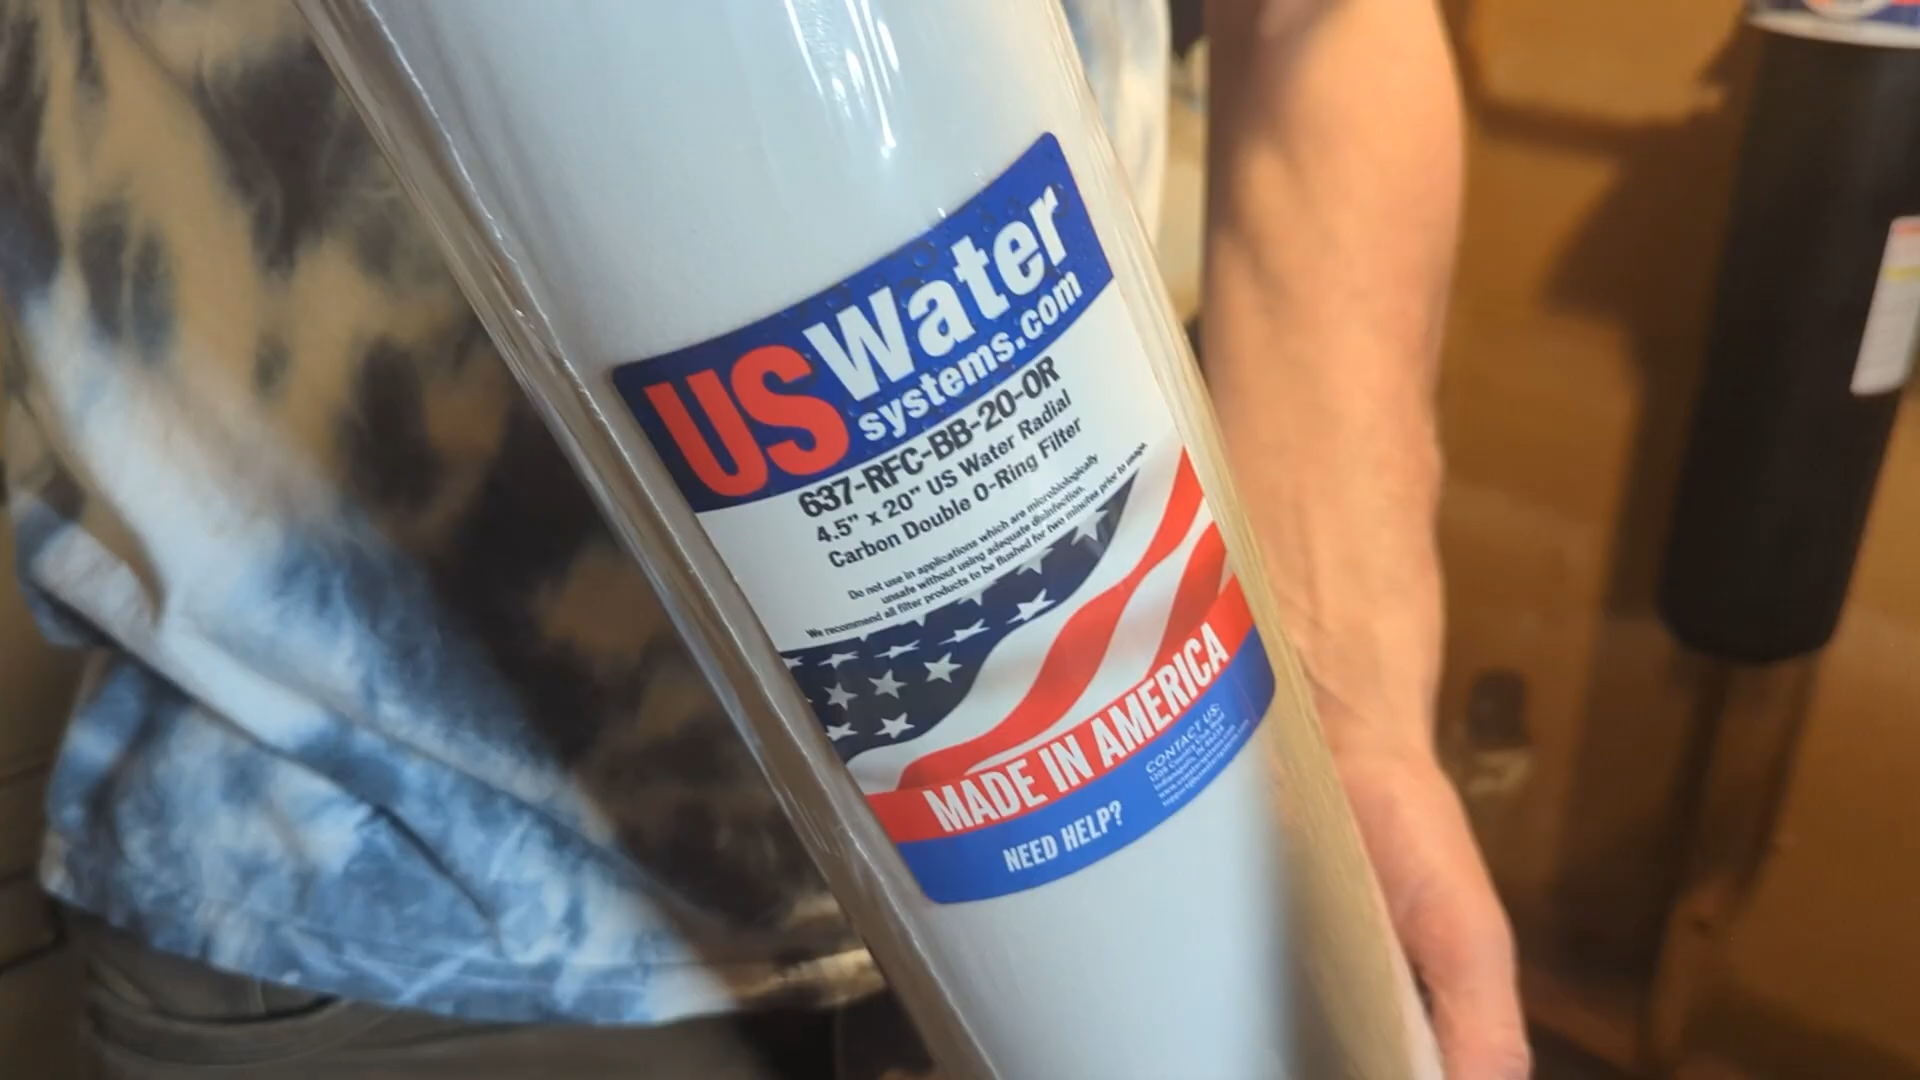 US Water
systems.com
637-RFC-BB-20-OR
4.5" x 20" US Water Radial
Carbon Double O-Ring Filter
Do not use in applications which are microbiologically
unsafe without using adequate disinfection.
We recommend all filter products to be flushed for two minutes prior to usage
MADE IN AMERICA
NEED HELP?
CONTACT US: